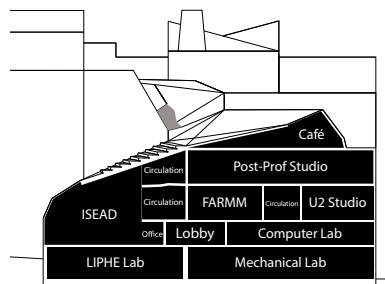 Café
Circulation
Post-Prof Studio
ISEAD
Circulation
FARMM
Circulation
U2 Studio
Office
Lobby
Computer Lab
LIPHE Lab
Mechanical Lab